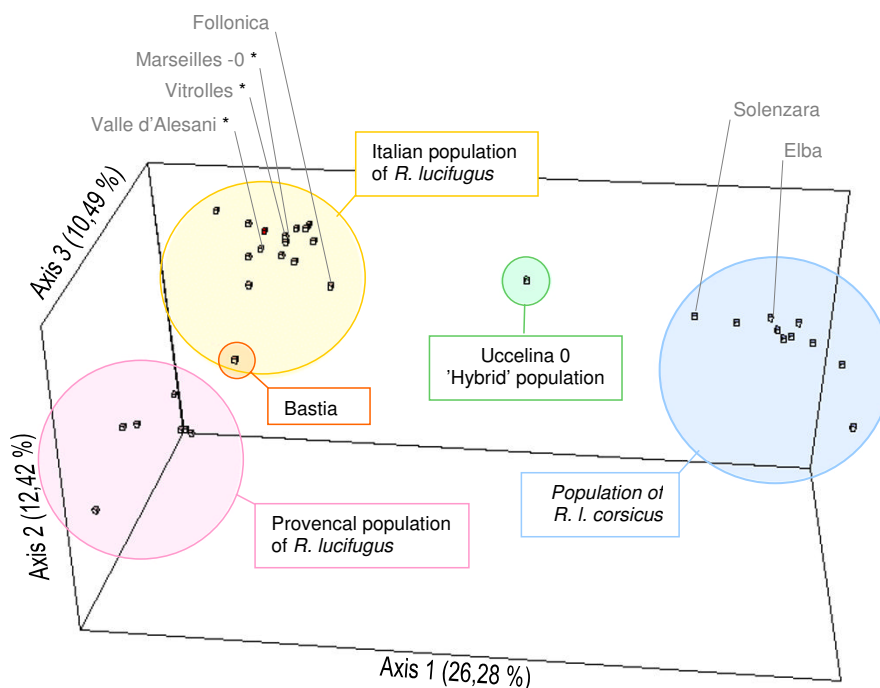 Follonica
Marseilles -0 *
Vitrolles *
Valle d'Alesani *
Solenzara
Elba
Italian population
of R. lucifugus
Axis 3 (10,49 %)
Uccelina 0
'Hybrid' population
Bastia
Population of
R. l. corsicus
Provencal population
of R. lucifugus
Axis 2 (12,42 %)
Axis 1 (26,28 %)